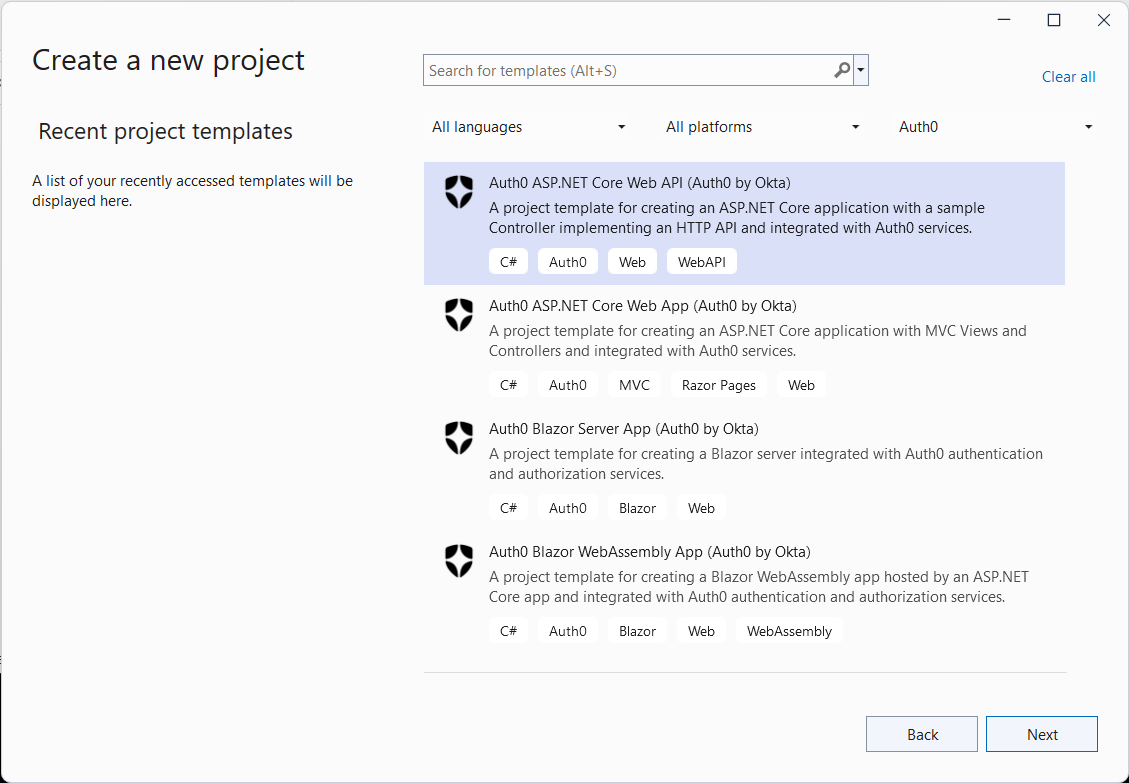 Create a new project
Search for templates (Alt+S)
Clear all
Recent project templates
All languages
All platforms
Auth0
A list of your recently accessed templates will be
displayed here.
Auth0 ASP.NET Core Web API (Auth0 by Okta)
A project template for creating an ASP.NET Core application with a sample
Controller implementing an HTTP API and integrated with Auth0 services.
C# Auth0 Web WebAPI
Auth0 ASP.NET Core Web App (Auth0 by Okta)
A project template for creating an ASP.NET Core application with MVC Views and
Controllers and integrated with Auth0 services.
C# Auth0 MVC Razor Pages Web
Auth0 Blazor Server App (Auth0 by Okta)
A project template for creating a Blazor server integrated with Auth0 authentication
and authorization services.
C# Auth0 Blazor Web
Auth0 Blazor WebAssembly App (Auth0 by Okta)
A project template for creating a Blazor WebAssembly app hosted by an ASP.NET
Core app and integrated with Auth0 authentication and authorization services.
C# Auth0 Blazor Web WebAssembly
Back
Next